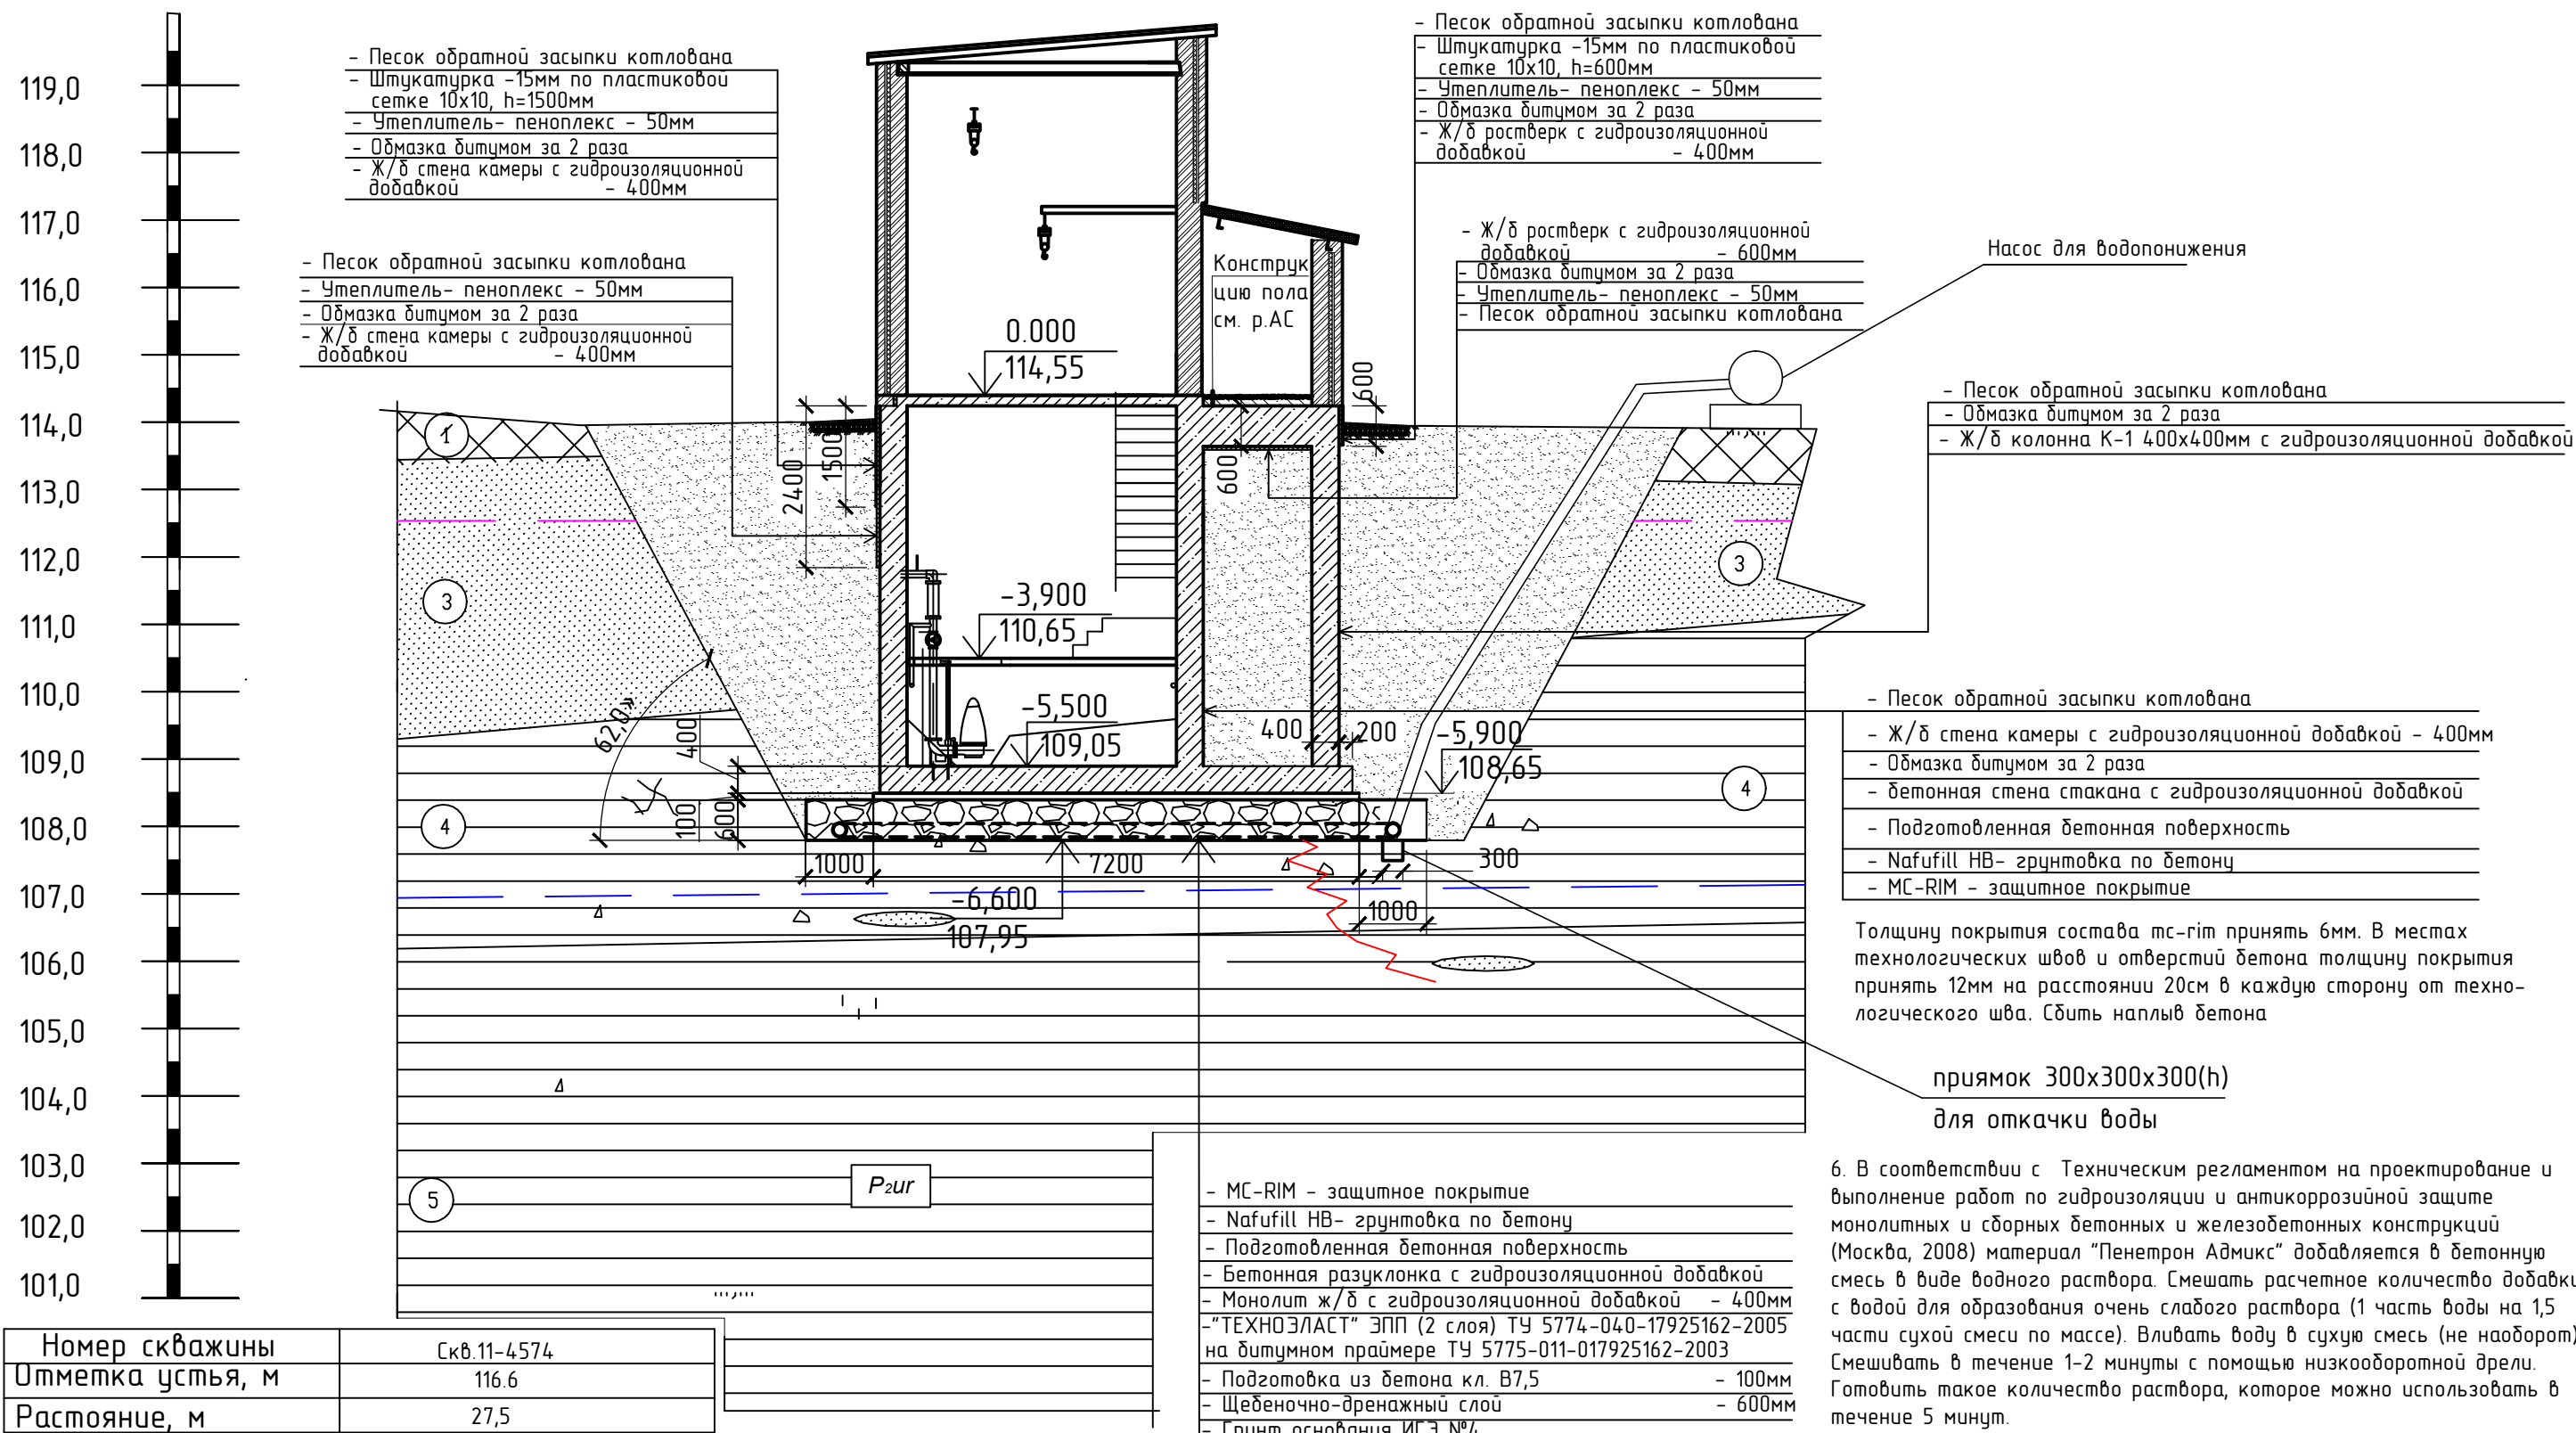 119,0
118,0
117,0
116,0
115,0
114,0
113,0
112,0
111,0
110,0
109,0
108,0
107,0
106,0
105,0
104,0
103,0
102,0
101,0
- Песок обратной засыпки котлована
- Штукатурка -15мм по пластиковой
сетке 10х10, h=1500мм
- Утеплитель- пеноплекс - 50мм
- Обмазка битумом за 2 раза
- Ж/б стена камеры с гидроизоляционной
добавкой - 400мм
- Песок обратной засыпки котлована
- Утеплитель- пеноплекс - 50мм
- Обмазка битумом за 2 раза
- Ж/б стена камеры с гидроизоляционной
добавкой - 400мм
- Песок обратной засыпки котлована
- Штукатурка -15мм по пластиковой
сетке 10х10, h=600мм
- Утеплитель- пеноплекс - 50мм
- Обмазка битумом за 2 раза
- Ж/б ростверк с гидроизоляционной
добавкой - 400мм
- Ж/б ростверк с гидроизоляционной
добавкой - 600мм
- Обмазка битумом за 2 раза
- Утеплитель- пеноплекс - 50мм
- Песок обратной засыпки котлована
Насос для водопонижения
Конструк
цию пола
см. р.АС
0.000
114,55
600
- Песок обратной засыпки котлована
- Обмазка битумом за 2 раза
- Ж/б колонна К-1 400х400мм с гидроизоляционной добавкой
1
2400
1500
600
3
3
-3,900
110,65
62,0»
400
-5,500
109,05
400
200
-5,900
108,65
4
4
100
600
1000
7200
300
1000
-6,600
107,95
- Песок обратной засыпки котлована
- Ж/б стена камеры с гидроизоляционной добавкой - 400мм
- Обмазка битумом за 2 раза
- бетонная стена стакана с гидроизоляционной добавкой
- Подготовленная бетонная поверхность
- Nafufill HB- грунтовка по бетону
- MC-RIM - защитное покрытие
Толщину покрытия состава mc-rim принять 6мм. В местах
технологических швов и отверстий бетона толщину покрытия
принять 12мм на расстоянии 20см в каждую сторону от техно-
логического шва. Сбить наплыв бетона
приямок 300х300х300(h)
для откачки воды
5
P₂ur
- MC-RIM - защитное покрытие
- Nafufill HB- грунтовка по бетону
- Подготовленная бетонная поверхность
- Бетонная разуклонка с гидроизоляционной добавкой
- Монолит ж/б с гидроизоляционной добавкой - 400мм
-"ТЕХНОЭЛАСТ" ЭПП (2 слоя) ТУ 5774-040-17925162-2005
на битумном праймере ТУ 5775-011-017925162-2003
- Подготовка из бетона кл. В7,5 - 100мм
- Щебеночно-дренажный слой - 600мм
- Грунт основания ИГЭ №4
6. В соответствии с Техническим регламентом на проектирование и
выполнение работ по гидроизоляции и антикоррозийной защите
монолитных и сборных бетонных и железобетонных конструкций
(Москва, 2008) материал "Пенетрон Адмикс" добавляется в бетонную
смесь в виде водного раствора. Смешать расчетное количество добавки
с водой для образования очень слабого раствора (1 часть воды на 1,5
части сухой смеси по массе). Вливать воду в сухую смесь (не наоборот)
Смешивать в течение 1-2 минуты с помощью низкооборотной дрели.
Готовить такое количество раствора, которое можно использовать в
течение 5 минут.
Номер скважины Скв.11-4574
Отметка устья, м 116.6
Растояние, м 27,5